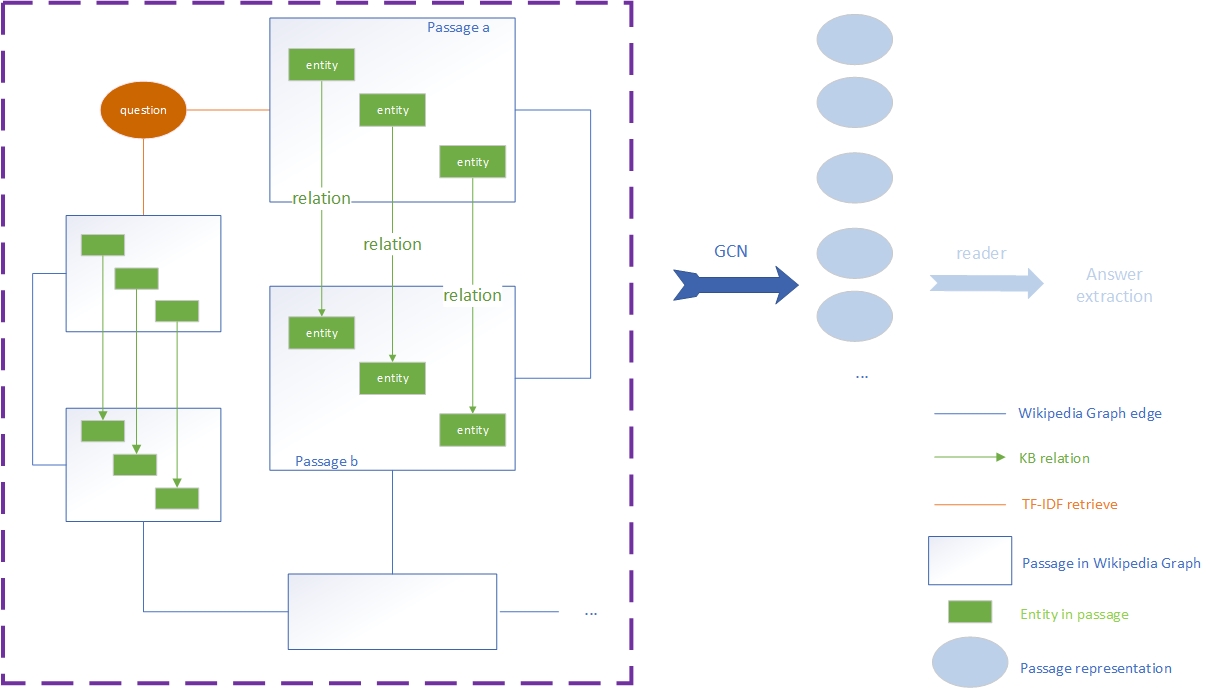 Passage a
entity
question
entity
entity
relation
relation
relation
entity
entity
entity
Passage b
...
GCN
reader
Answer
extraction
...
Wikipedia Graph edge
KB relation
TF-IDF retrieve
Passage in Wikipedia Graph
Entity in passage
Passage representation